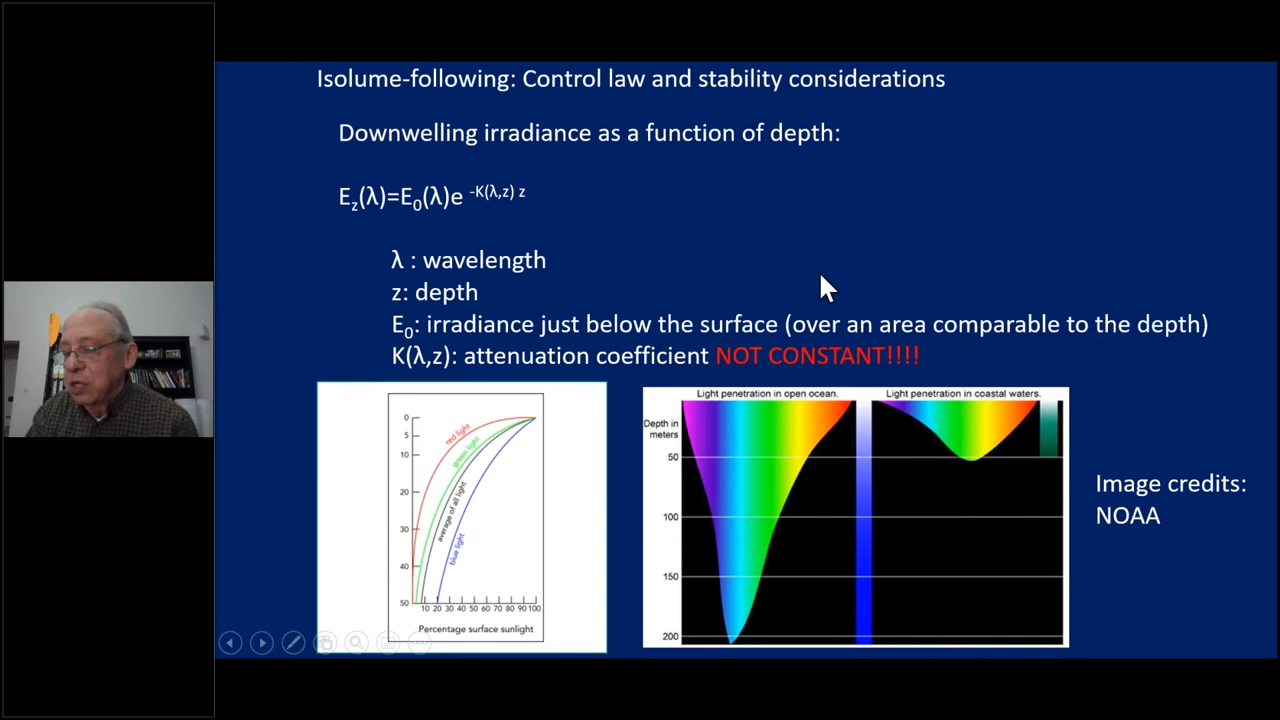 Isolume-following: Control law and stability considerations
Downwelling irradiance as a function of depth:
E_z(λ)=E_0(λ)e^-K(λ,z) z
λ : wavelength
z: depth
E_0: irradiance just below the surface (over an area comparable to the depth)
K(λ,z): attenuation coefficient NOT CONSTANT!!!!
0
5
10
20
30
40
50
red light
green light
average of all light
blue light
10 20 30 40 50 60 70 80 90 100
Percentage surface sunlight
Light penetration in open ocean.
Light penetration in coastal waters.
Depth in
meters
50
100
150
200
Image credits:
NOAA